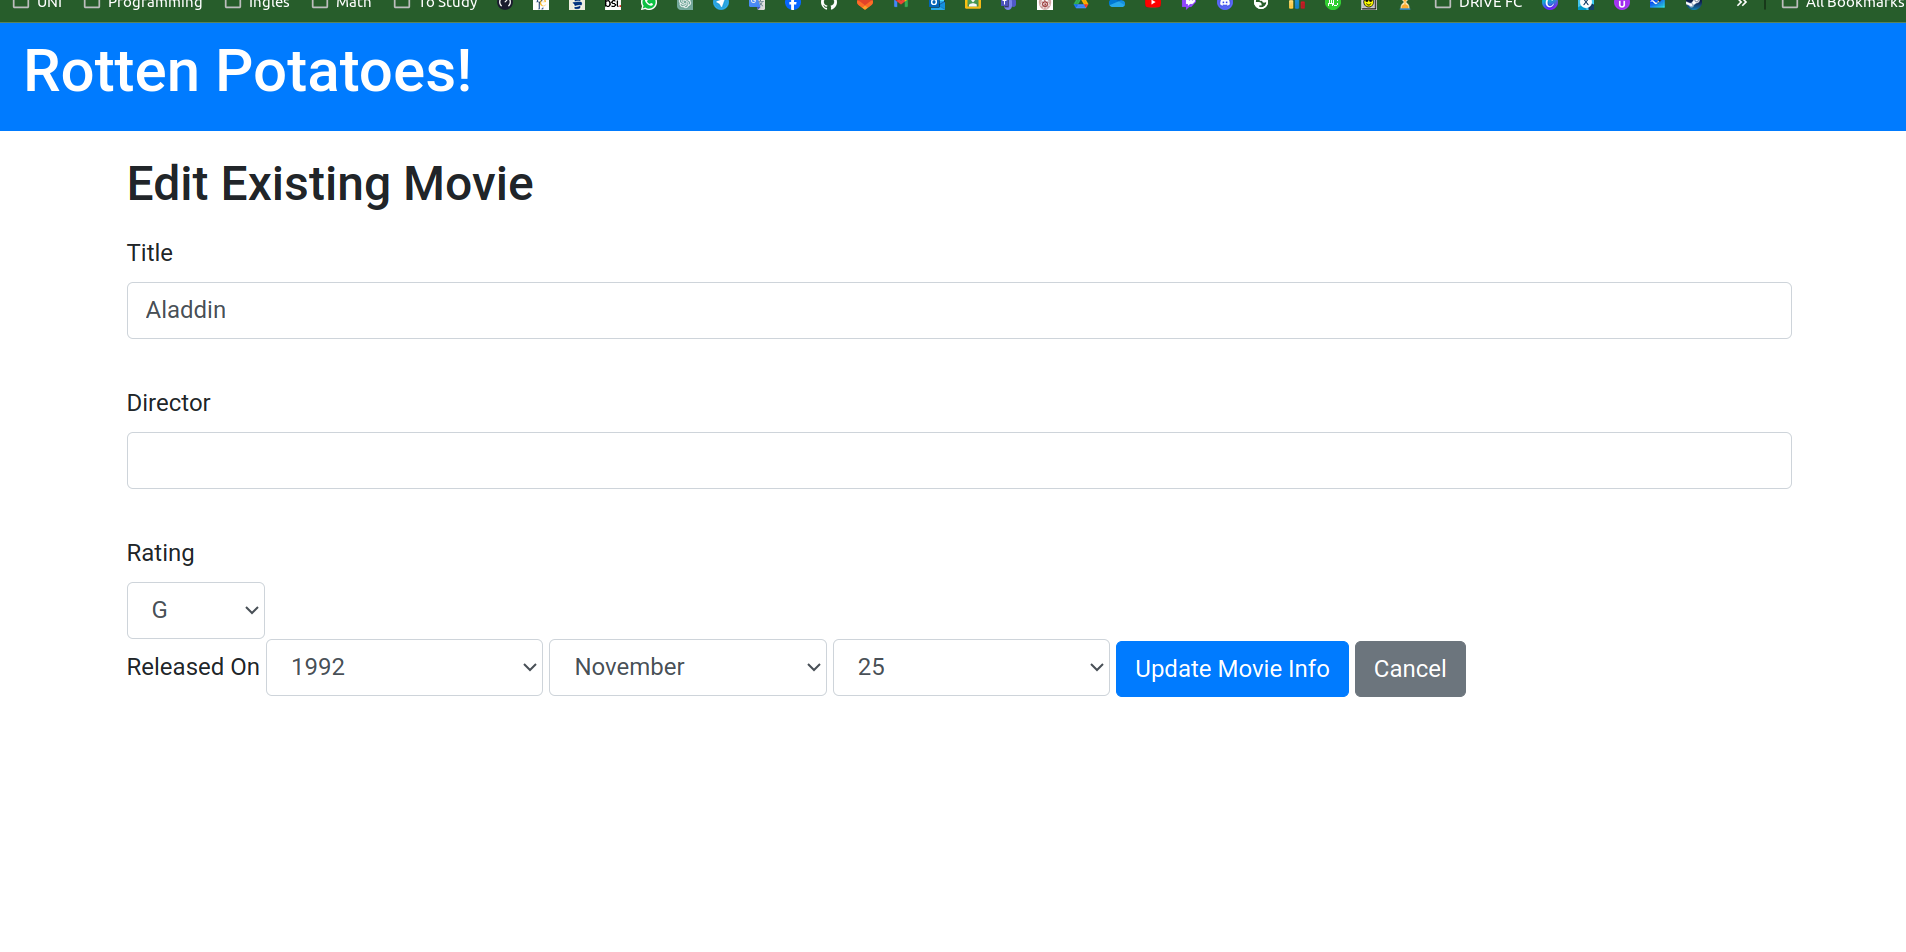 UNI Programming Ingles Math To Study DRIVE FC » All Bookmarks
Rotten Potatoes!
Edit Existing Movie
Title
Aladdin
Director
Rating
G
Released On 1992 November 25 Update Movie Info Cancel